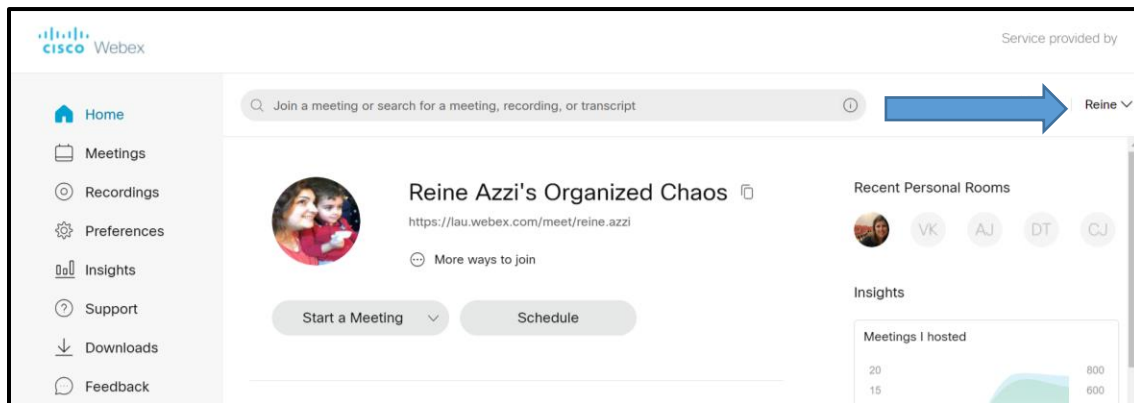 cisco Webex
Service provided by
Home
Meetings
Recordings
Preferences
Insights
Support
Downloads
Feedback
Join a meeting or search for a meeting, recording, or transcript
Reine
Reine Azzi's Organized Chaos
https://lau.webex.com/meet/reine.azzi
More ways to join
Start a Meeting
Schedule
Recent Personal Rooms
VK AJ DT CJ
Insights
Meetings I hosted
20 800
15 600